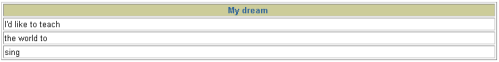 My dream
I'd like to teach
the world to
sing